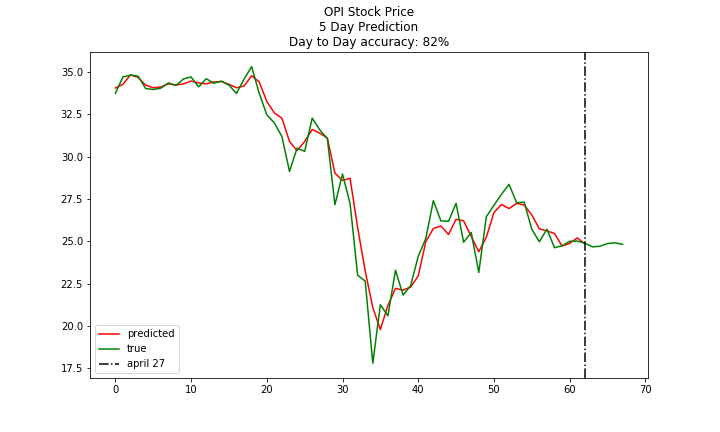 OPI Stock Price
5 Day Prediction
Day to Day accuracy: 82%
35.0
32.5
30.0
27.5
25.0
22.5
20.0
17.5
predicted
true
april 27
0 10 20 30 40 50 60 70